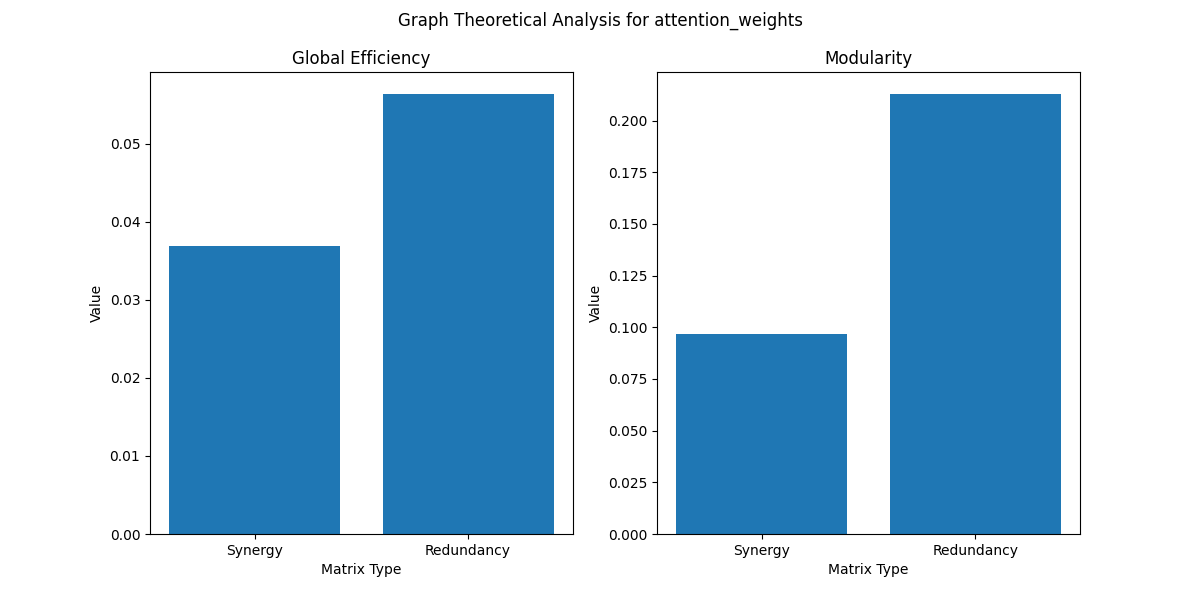 Graph Theoretical Analysis for attention_weights
Global Efficiency
Value
0.05
0.04
0.03
0.02
0.01
0.00
Synergy
Redundancy
Matrix Type
Modularity
Value
0.200
0.175
0.150
0.125
0.100
0.075
0.050
0.025
0.000
Synergy
Redundancy
Matrix Type